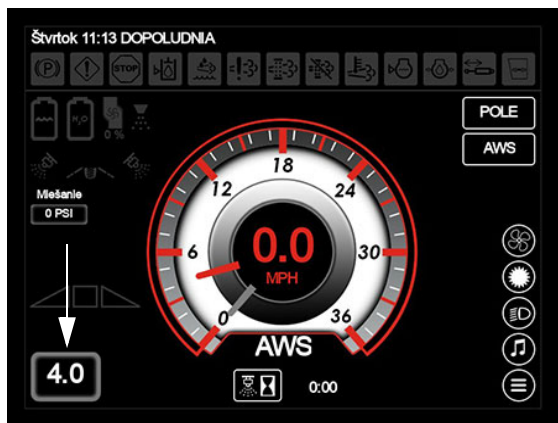 Štvrtok 11:13 DOPOLUDNIA
(P)
STOP
H₂O
0 %
POLE
AWS
Miešanie
0 PSI
0
6
12
18
24
30
36
0.0
MPH
AWS
4.0
0:00